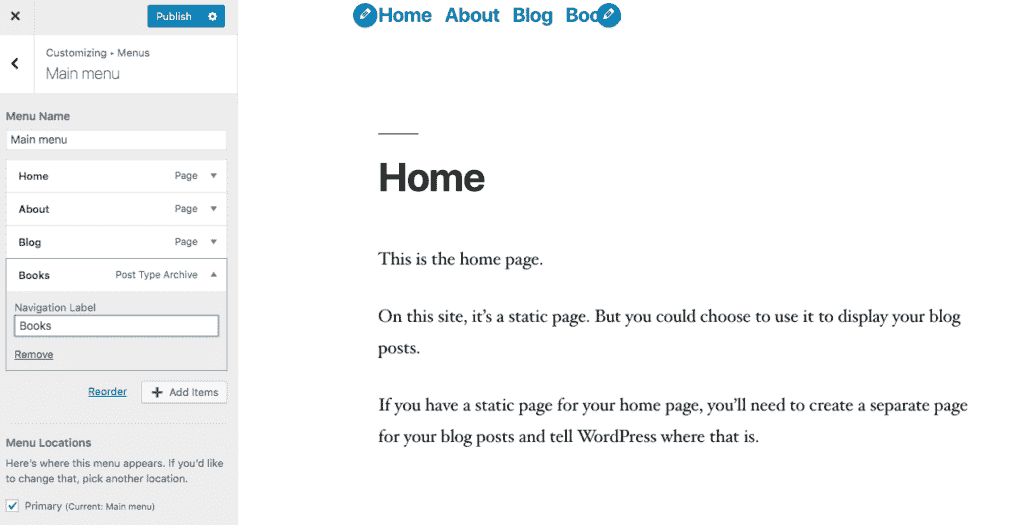 Publish
Customizing • Menus
Main menu
Menu Name
Main menu
Home Page
About Page
Blog Page
Books Post Type Archive
Navigation Label
Books
Remove
Reorder Add Items
Menu Locations
Here's where this menu appears. If you'd like
to change that, pick another location.
Primary (Current: Main menu)
Home About Blog
Home
This is the home page.
On this site, it's a static page. But you could choose to use it to display your blog
posts.
If you have a static page for your home page, you'll need to create a separate page
for your blog posts and tell WordPress where that is.